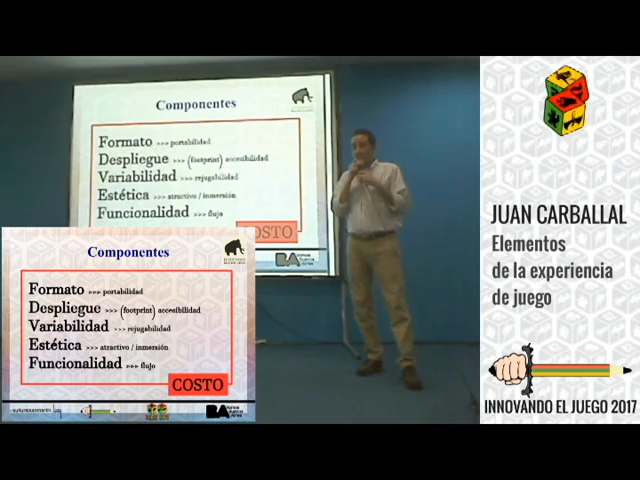 Componentes
Formato >>> portabilidad
Despliegue >>> (footprint) accesibilidad
Variabilidad >>> rejugabilidad
Estética >>> atractivo / inmersión
Funcionalidad >>> flujo
COSTO
BA
Componentes
Formato >>> portabilidad
Despliegue >>> (footprint) accesibilidad
Variabilidad >>> rejugabilidad
Estética >>> atractivo / inmersión
Funcionalidad >>> flujo
COSTO
BA
JUAN CARBALLAL
Elementos
de la experiencia
de juego
INNOVANDO EL JUEGO 2017